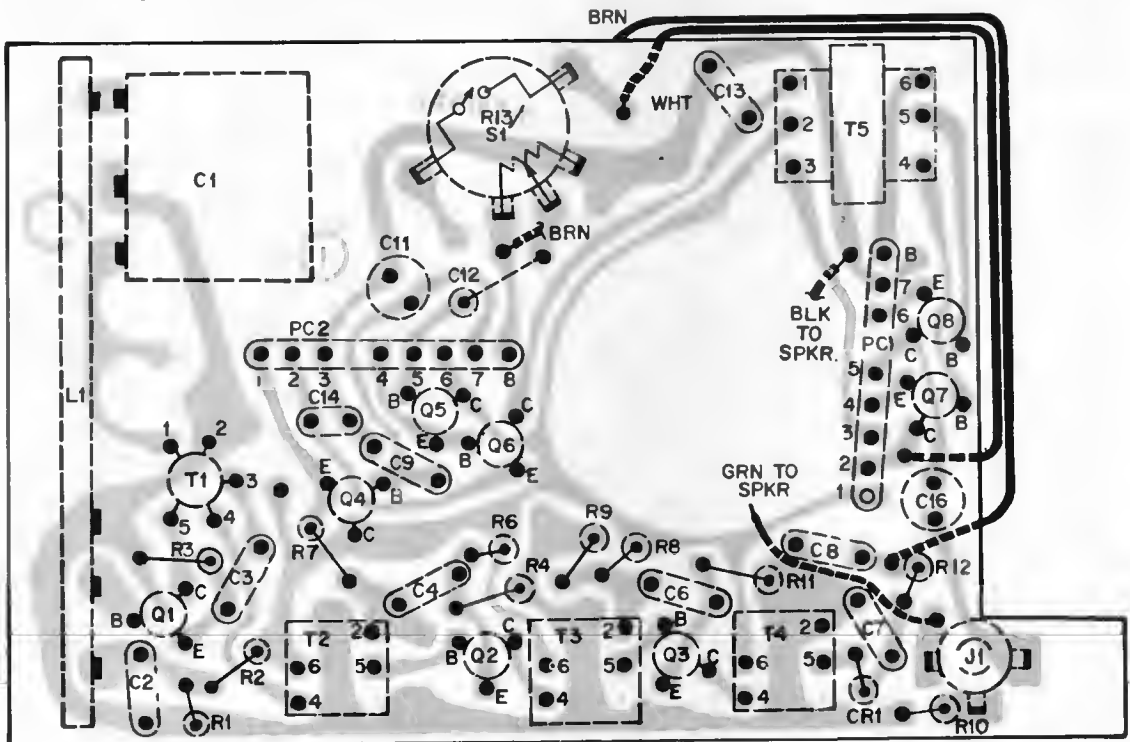 BRN
WHT
C13
1
2
3
T5
6
5
4
R13/
S1
C1
BRN
C11
C12
PC2
1 2 3 4 5 6 7 8
BLK
TO
SPKR.
8
7
6
PC1
5
4
3
2
1
E
Q8
C
B
E
Q7
C
B
L1
C14
B Q5 C
E
C
B Q6
E
C9
1 2
T1 3
5 4
E
Q4 B
C
GRN TO
SPKR
C16
R3
C3
R7
R6
C4
R4
R9
R8
C6
R11
C8
R12
C
B Q1
E
C2
R2
R1
T2 2
6 5
4
C
B Q2
E
T3 2
6 5
4
B
Q3 C
E
T4 2
6 5
4
C7
CR1
R10
J1